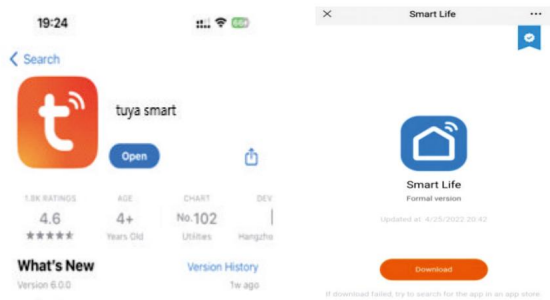 19:24
Search
tuya smart
Open
1.8K RATINGS AGE CHART DEV
4.6 4+ No.102
Years Old Utilities Hangzho
What's New Version History
Version 6.0.0 1w ago
Smart Life
Smart Life
Formal version
Updated at 4/25/2022 20:42
Download
If download failed, try to search for the app in an app store.